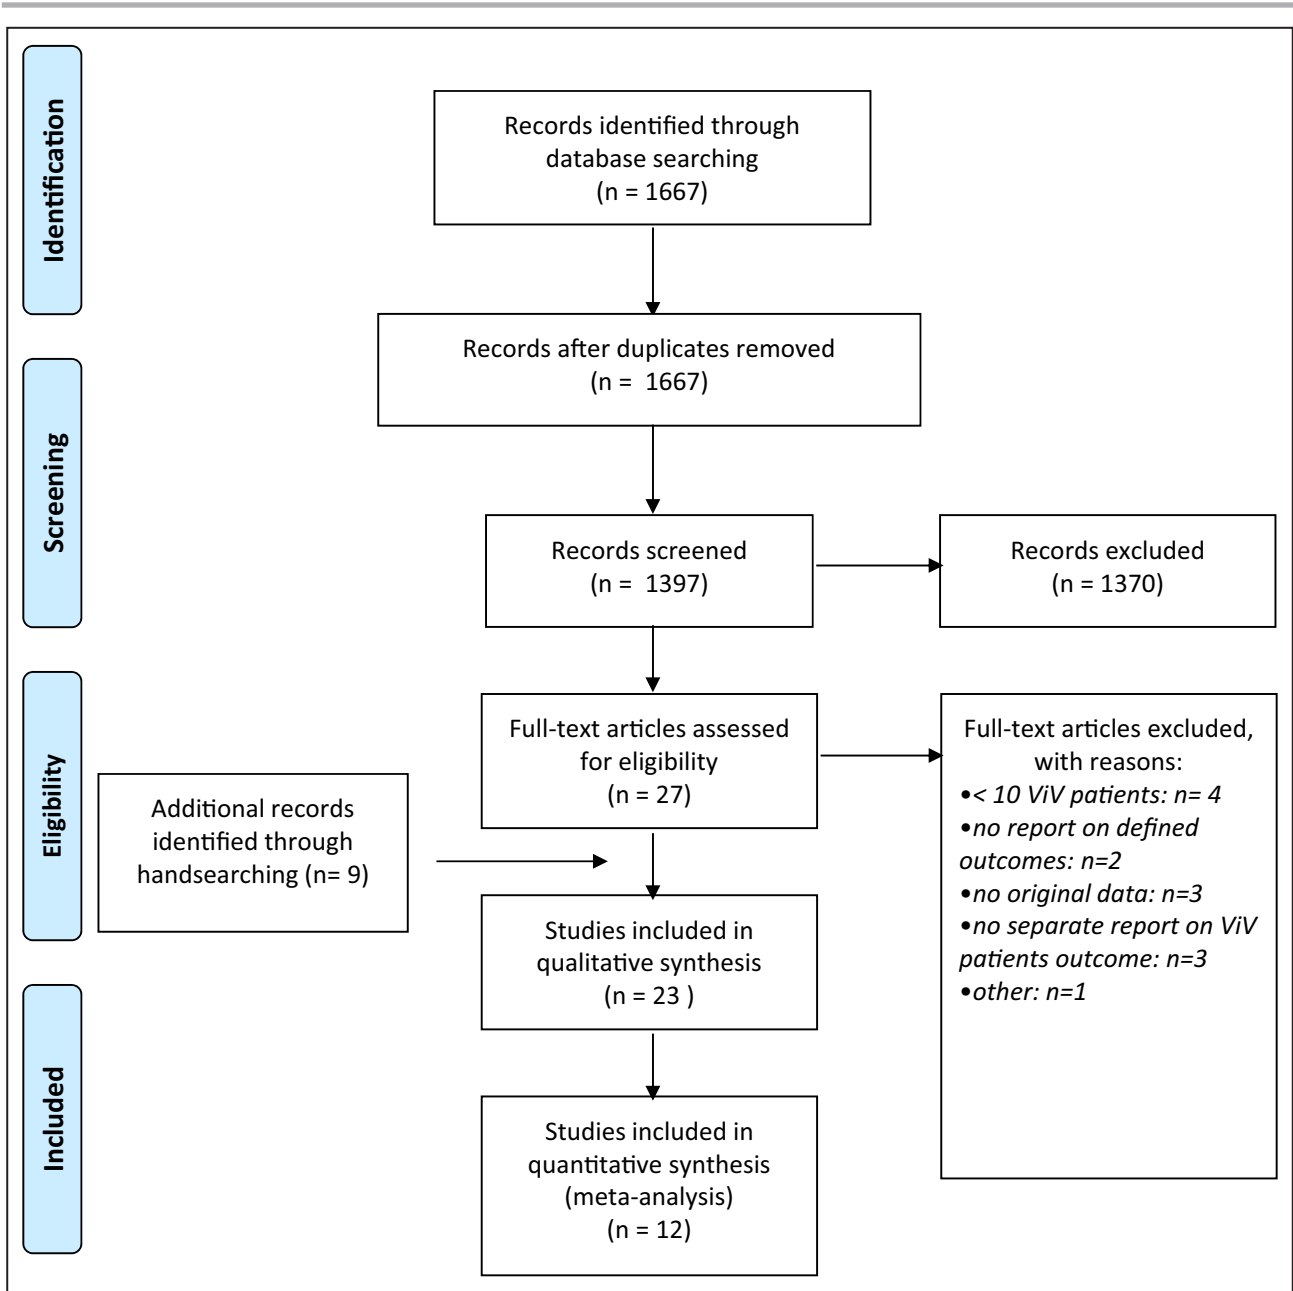 Identification
Records identified through
database searching
(n = 1667)
Records after duplicates removed
(n = 1667)
Screening
Records screened
(n = 1397)
Records excluded
(n = 1370)
Eligibility
Full-text articles assessed
for eligibility
(n = 27)
Full-text articles excluded,
with reasons:
•< 10 ViV patients: n= 4
•no report on defined
outcomes: n=2
•no original data: n=3
•no separate report on ViV
patients outcome: n=3
•other: n=1
Additional records
identified through
handsearching (n= 9)
Studies included in
qualitative synthesis
(n = 23 )
Included
Studies included in
quantitative synthesis
(meta-analysis)
(n = 12)